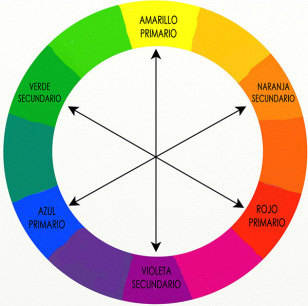 AMARILLO
PRIMARIO
VERDE
SECUNDARIO
NARANJA
SECUNDARIO
AZUL
PRIMARIO
ROJO
PRIMARIO
VIOLETA
SECUNDARIO